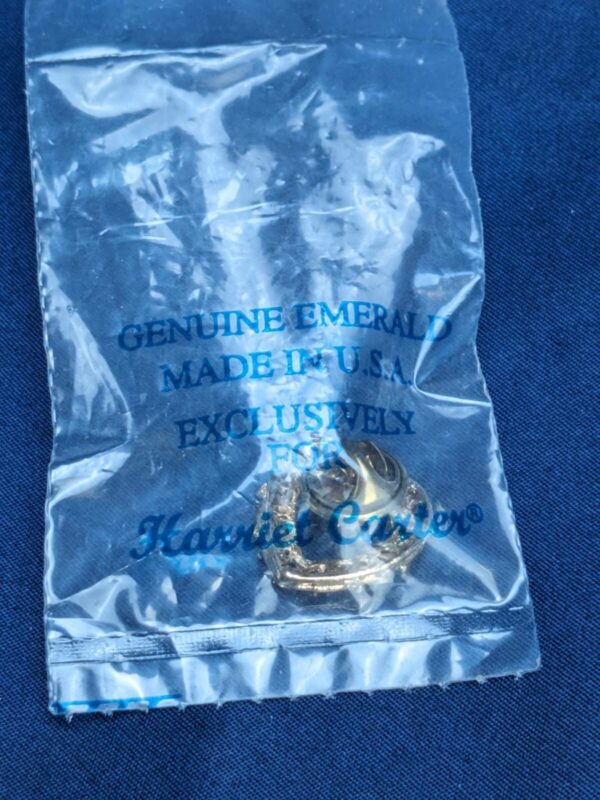 GENUINE EMERALD
MADE IN U.S.A.
EXCLUSIVELY
FOR
Harriet Carter®